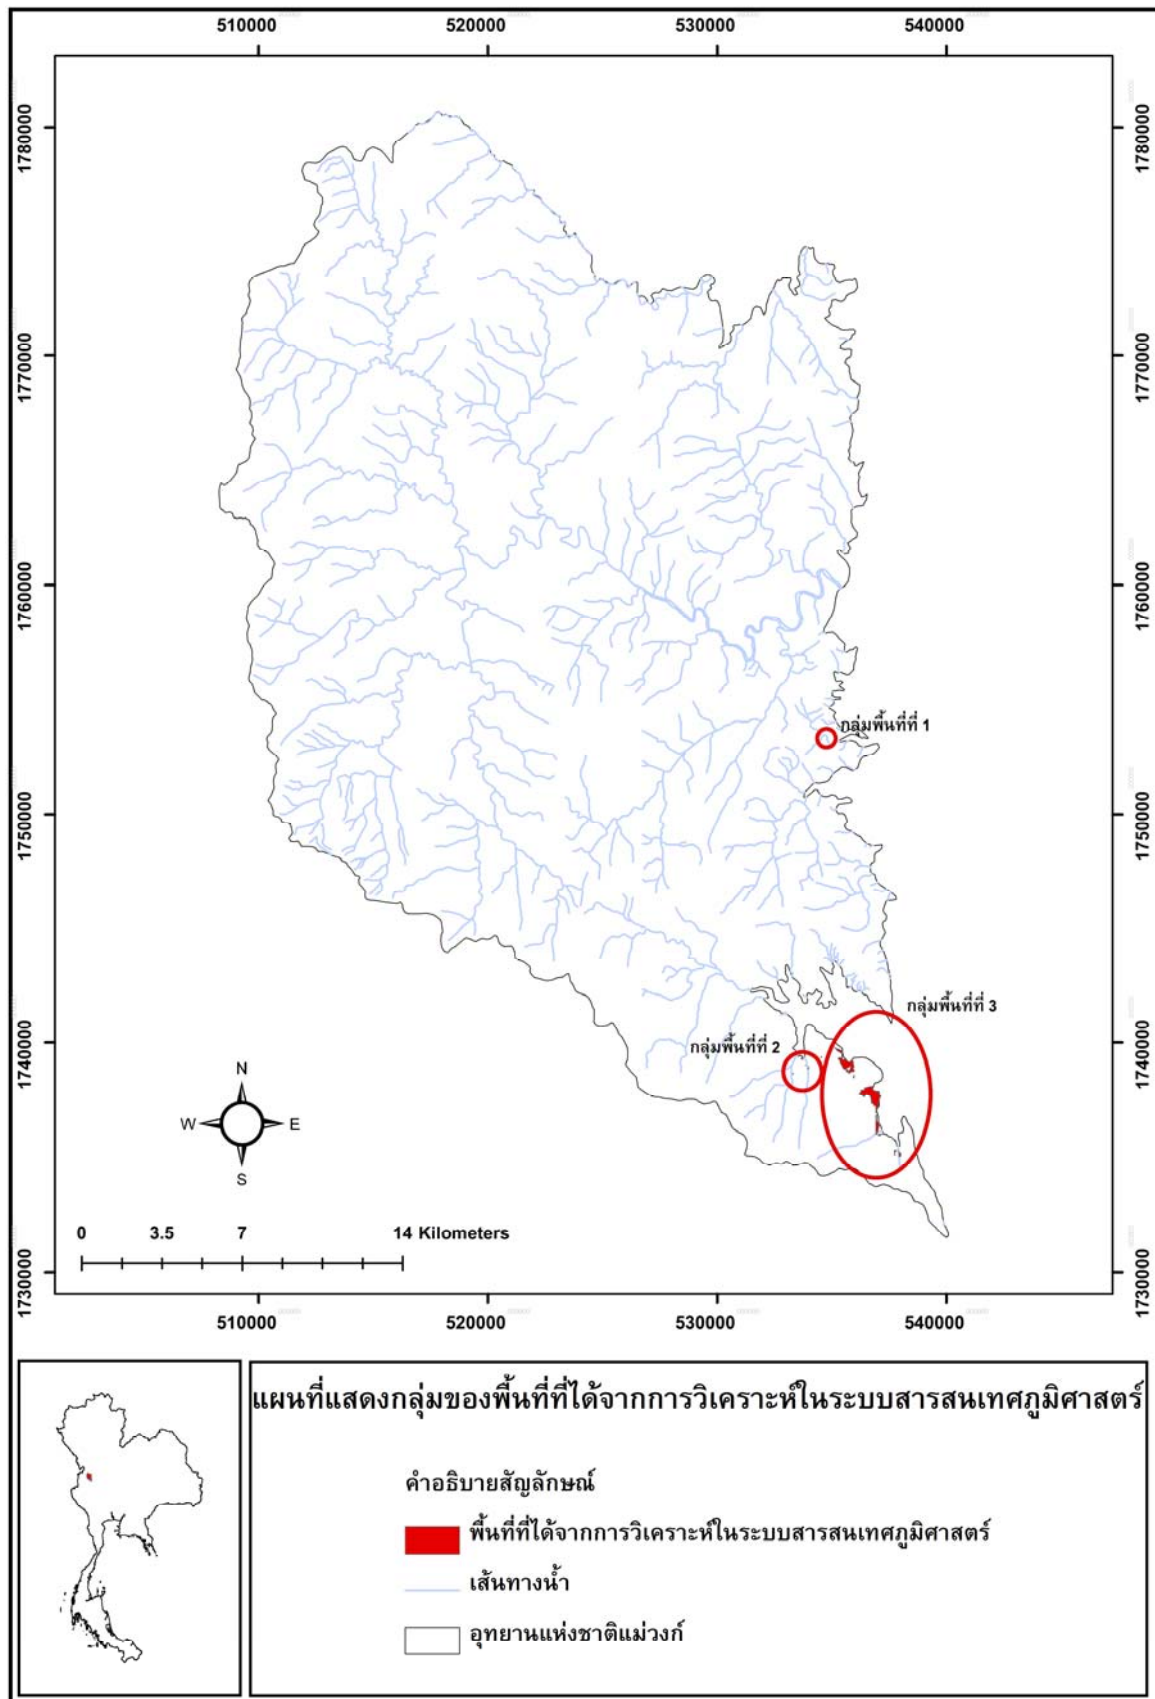 510000 520000 530000 540000
1780000 1780000
1770000 1770000
1760000 1760000
กลุ่มพื้นที่ที่ 1
1750000 1750000
กลุ่มพื้นที่ที่ 3
กลุ่มพื้นที่ที่ 2
1740000 1740000
N
W E
S
0 3.5 7 14 Kilometers
1730000 1730000
510000 520000 530000 540000
แผนที่แสดงกลุ่มของพื้นที่ที่ได้จากการวิเคราะห์ในระบบสารสนเทศภูมิศาสตร์
คำอธิบายสัญลักษณ์
พื้นที่ที่ได้จากการวิเคราะห์ในระบบสารสนเทศภูมิศาสตร์
เส้นทางน้ำ
อุทยานแห่งชาติแม่วงก์